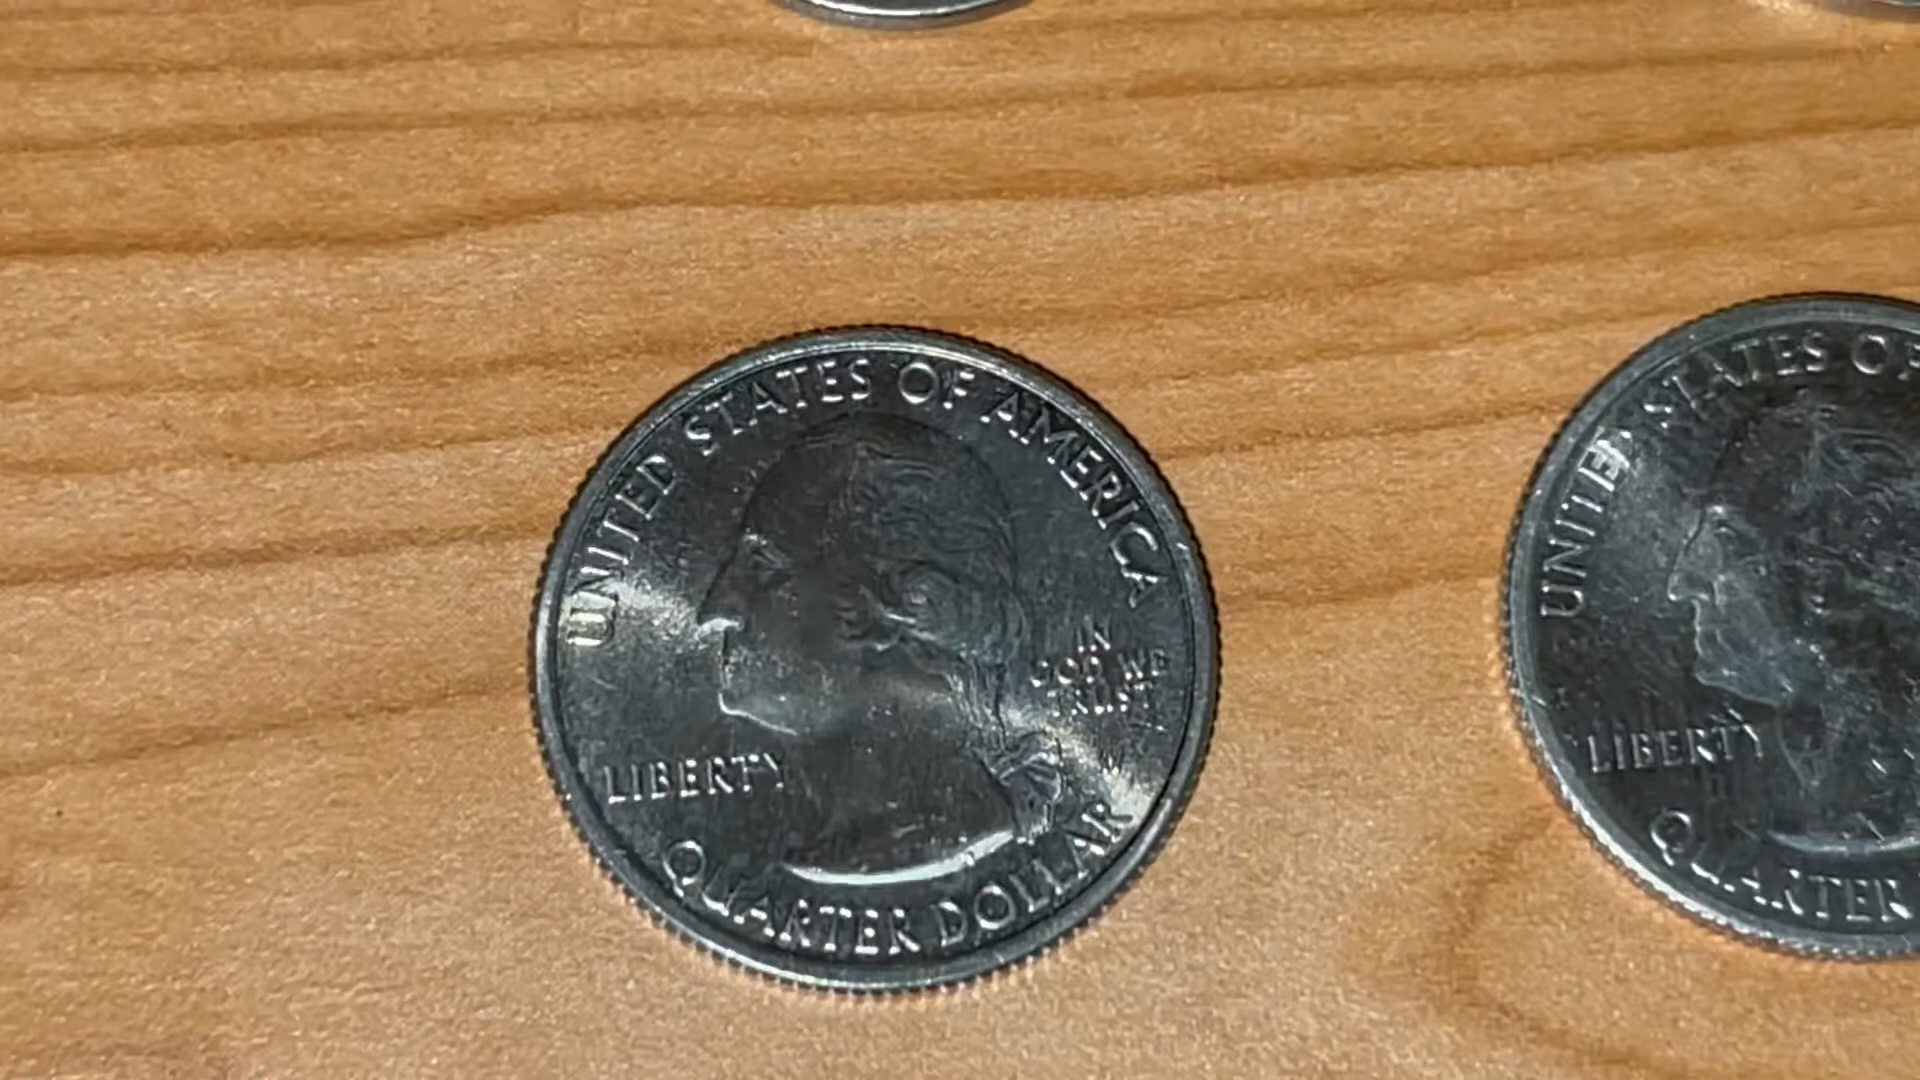 UNITED STATES OF AMERICA
IN
GOD WE
TRUST
LIBERTY
QUARTER DOLLAR
UNITED STATES OF
LIBERTY
QUARTER